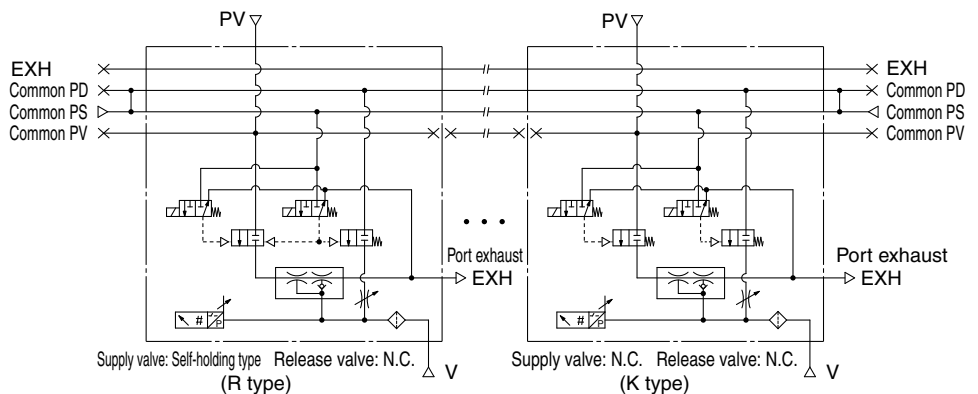 PV
PV
EXH
EXH
Common PD
Common PD
Common PS
Common PS
Common PV
Common PV
Port exhaust
EXH
Port exhaust
EXH
#
P
#
P
Supply valve: Self-holding type
Release valve: N.C.
V
(R type)
Supply valve: N.C.
Release valve: N.C.
V
(K type)